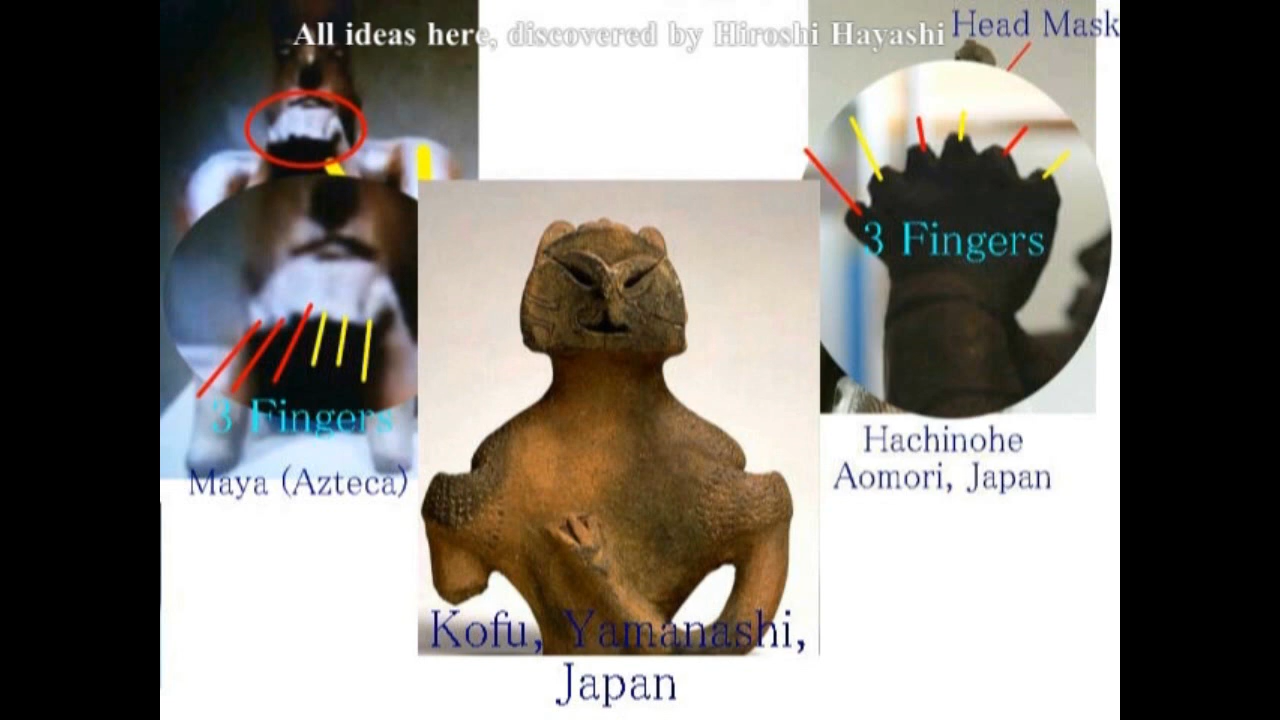 All ideas here, discovered by Hiroshi Hayashi
Head Mask
3 Fingers
3 Fingers
Maya (Azteca)
Hachinohe
Aomori, Japan
Kofu, Yamanashi,
Japan